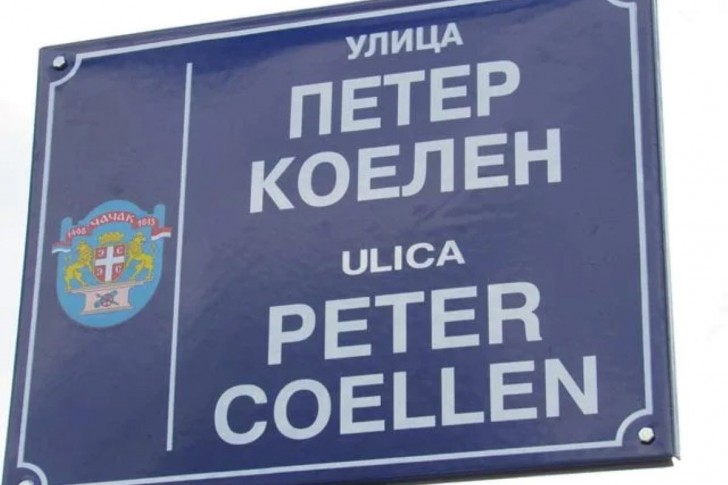 УЛИЦА
ПЕТЕР
КОЕЛЕН
ЧАЧАК
ULICA
PETER
COELLEN